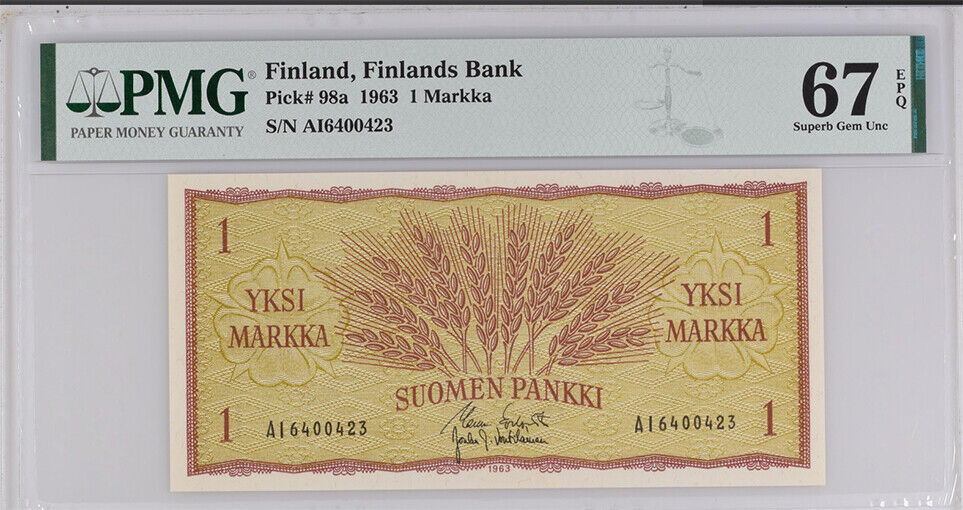 PMG®
PAPER MONEY GUARANTY
Finland, Finlands Bank
Pick# 98a 1963 1 Markka
S/N AI6400423
67
EPQ
Superb Gem Unc
1
1
YKSI
MARKKA
YKSI
MARKKA
SUOMEN PANKKI
1
AI6400423
AI6400423
1
1963